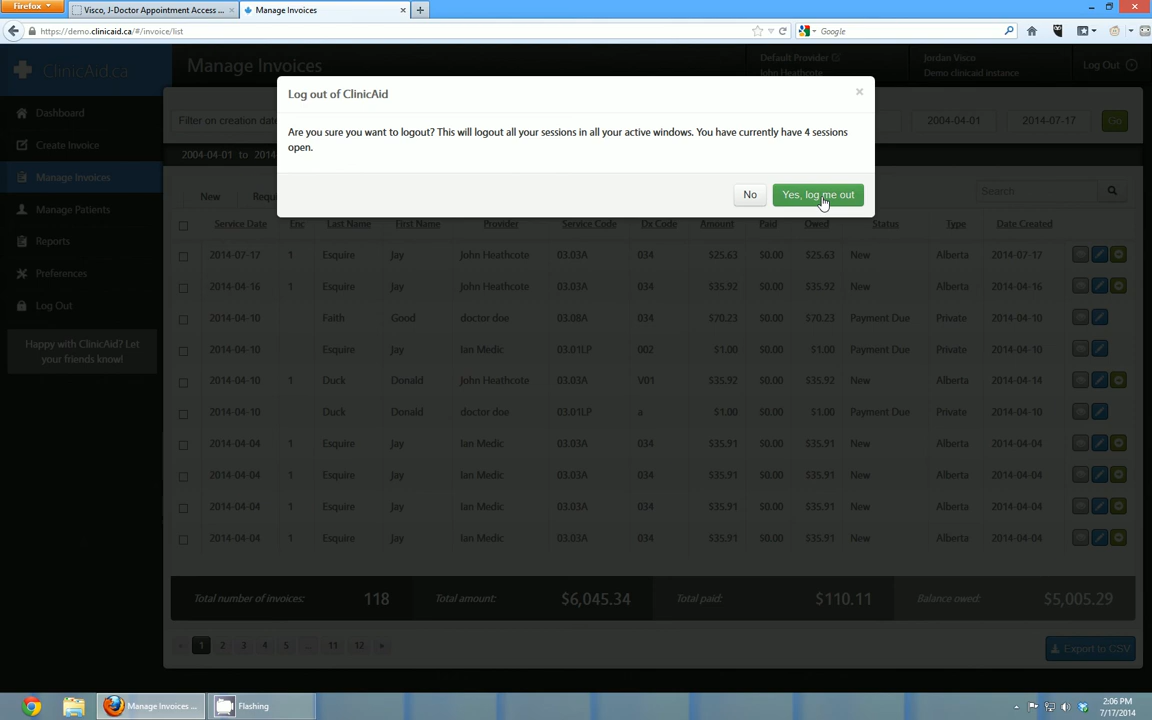 Firefox
Visco, J-Doctor Appointment Access ... ×
Manage Invoices ×
https://demo.clinicaid.ca/#/invoice/list
Google
ClinicAid.ca
Manage Invoices
Default Provider
John Heathcote
Jordan Visco
Demo clinicaid instance
Log Out
Log out of ClinicAid
×
Are you sure you want to logout? This will logout all your sessions in all your active windows. You have currently have 4 sessions
open.
No
Yes, log me out
Dashboard
Create Invoice
Manage Invoices
Manage Patients
Reports
Preferences
Log Out
Happy with ClinicAid? Let
your friends know!
Filter on creation date
2004-04-01
2014-07-17
Go
2004-04-01 to 2014
New
Search
Service Date Enc Last Name First Name Provider Service Code Dx Code Amount Paid Owed Status Type Date Created
2014-07-17 1 Esquire Jay John Heathcote 03.03A 034 $25.63 $0.00 $25.63 New Alberta 2014-07-17
2014-04-16 1 Esquire Jay John Heathcote 03.03A 034 $35.92 $0.00 $35.92 New Alberta 2014-04-16
2014-04-10 Faith Good doctor doe 03.08A 034 $70.23 $0.00 $70.23 Payment Due Private 2014-04-10
2014-04-10 Esquire Jay Ian Medic 03.01LP 002 $1.00 $0.00 $1.00 Payment Due Private 2014-04-10
2014-04-10 1 Duck Donald John Heathcote 03.03A V01 $35.92 $0.00 $35.92 New Alberta 2014-04-14
2014-04-10 Duck Donald doctor doe 03.01LP a $1.00 $0.00 $1.00 Payment Due Private 2014-04-10
2014-04-04 1 Esquire Jay Ian Medic 03.03A 034 $35.91 $0.00 $35.91 New Alberta 2014-04-04
2014-04-04 1 Esquire Jay Ian Medic 03.03A 034 $35.91 $0.00 $35.91 New Alberta 2014-04-04
2014-04-04 1 Esquire Jay Ian Medic 03.03A 034 $35.91 $0.00 $35.91 New Alberta 2014-04-04
2014-04-04 1 Esquire Jay Ian Medic 03.03A 034 $35.91 $0.00 $35.91 New Alberta 2014-04-04
Total number of invoices: 118 Total amount: $6,045.34 Total paid: $110.11 Balance owed: $5,005.29
« 1 2 3 4 5 ... 11 12 »
Export to CSV
Manage Invoices ...
Flashing
2:06 PM
7/17/2014